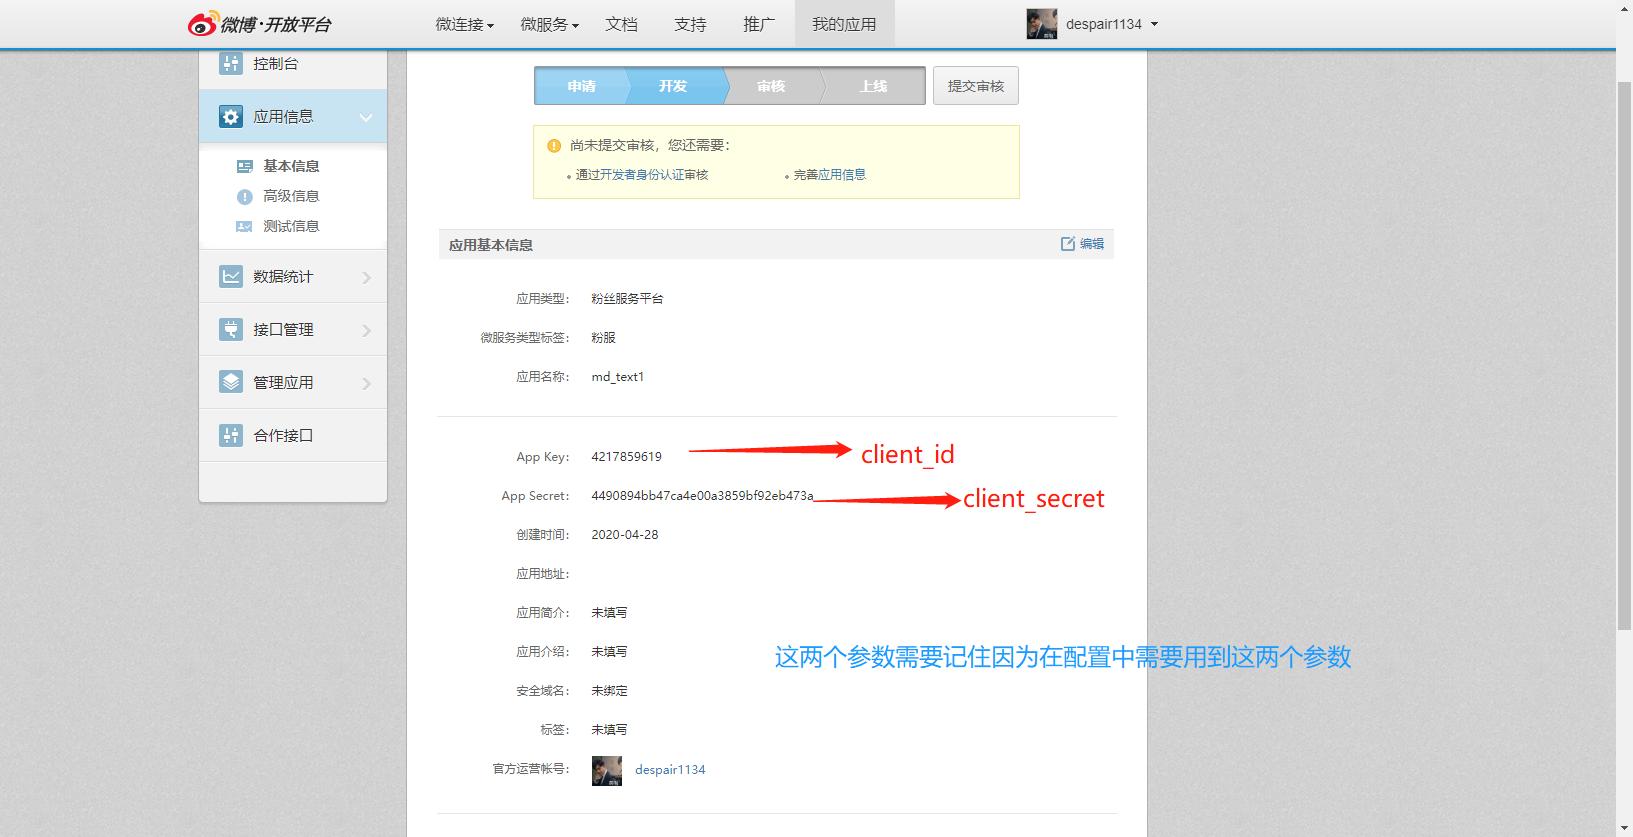 微博·开放平台
微连接
微服务
文档
支持
推广
我的应用
despair1134
控制台
应用信息
基本信息
高级信息
测试信息
数据统计
接口管理
管理应用
合作接口
申请
开发
审核
上线
提交审核
尚未提交审核，您还需要：
通过开发者身份认证审核
完善应用信息
应用基本信息
编辑
应用类型： 粉丝服务平台
微服务类型标签： 粉服
应用名称： md_text1
App Key: 4217859619
client_id
App Secret: 4490894bb47ca4e00a3859bf92eb473a
client_secret
创建时间： 2020-04-28
应用地址：
应用简介： 未填写
应用介绍： 未填写
这两个参数需要记住因为在配置中需要用到这两个参数
安全域名： 未绑定
标签： 未填写
官方运营帐号： despair1134